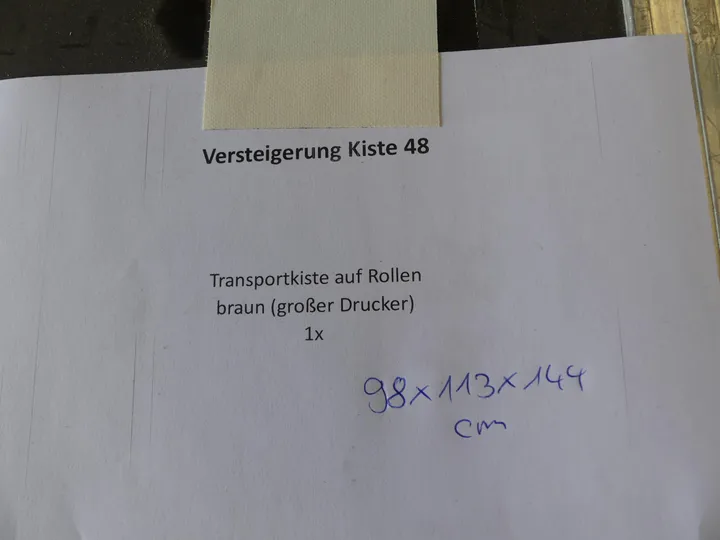 Versteigerung Kiste 48
Transportkiste auf Rollen
braun (großer Drucker)
1x
98x113x144
cm